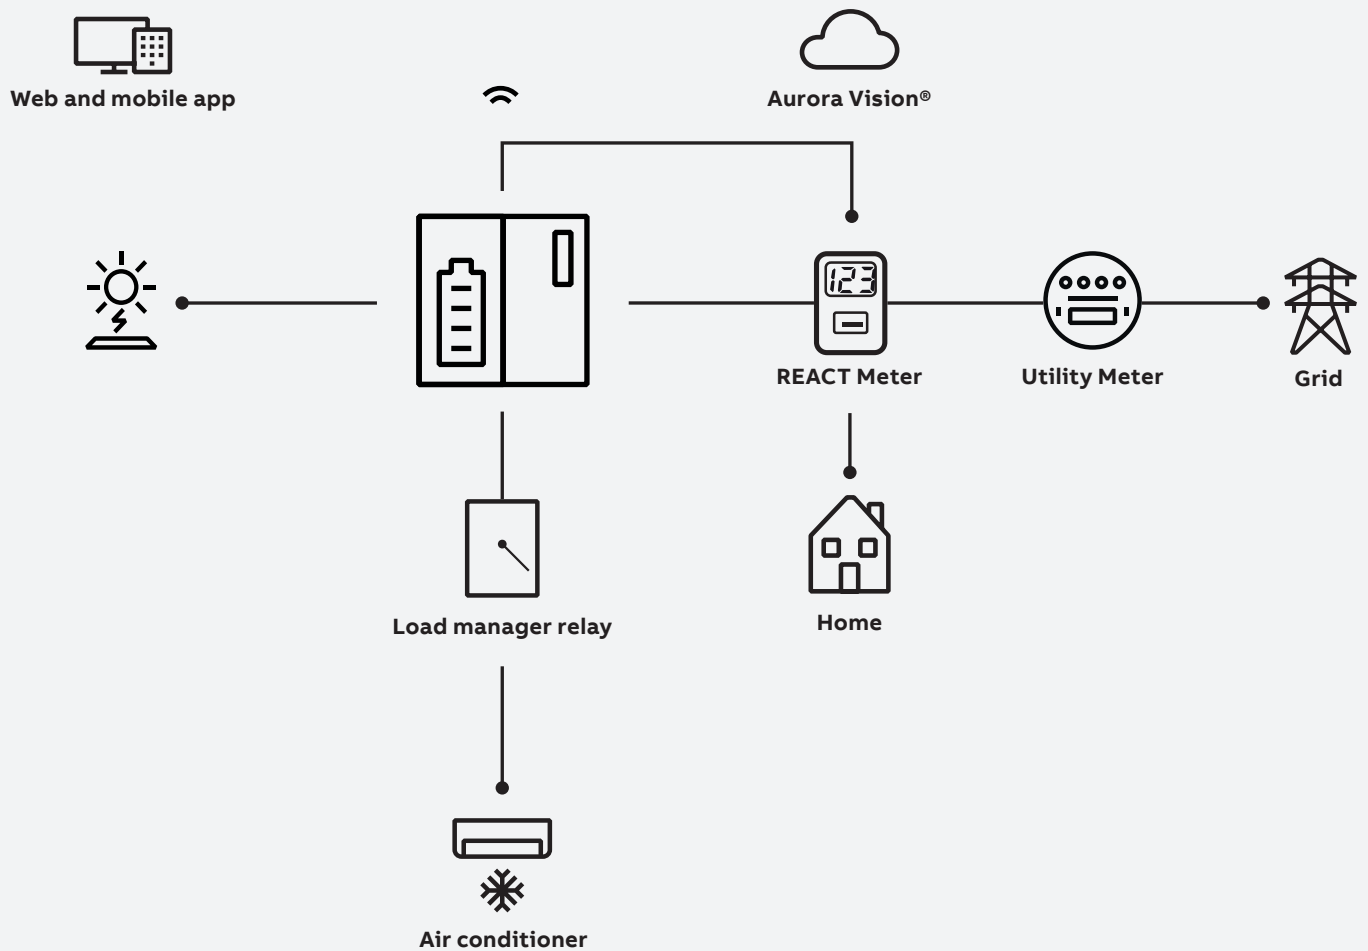 Web and mobile app
Aurora Vision®
123
REACT Meter
Utility Meter
Grid
Load manager relay
Home
Air conditioner